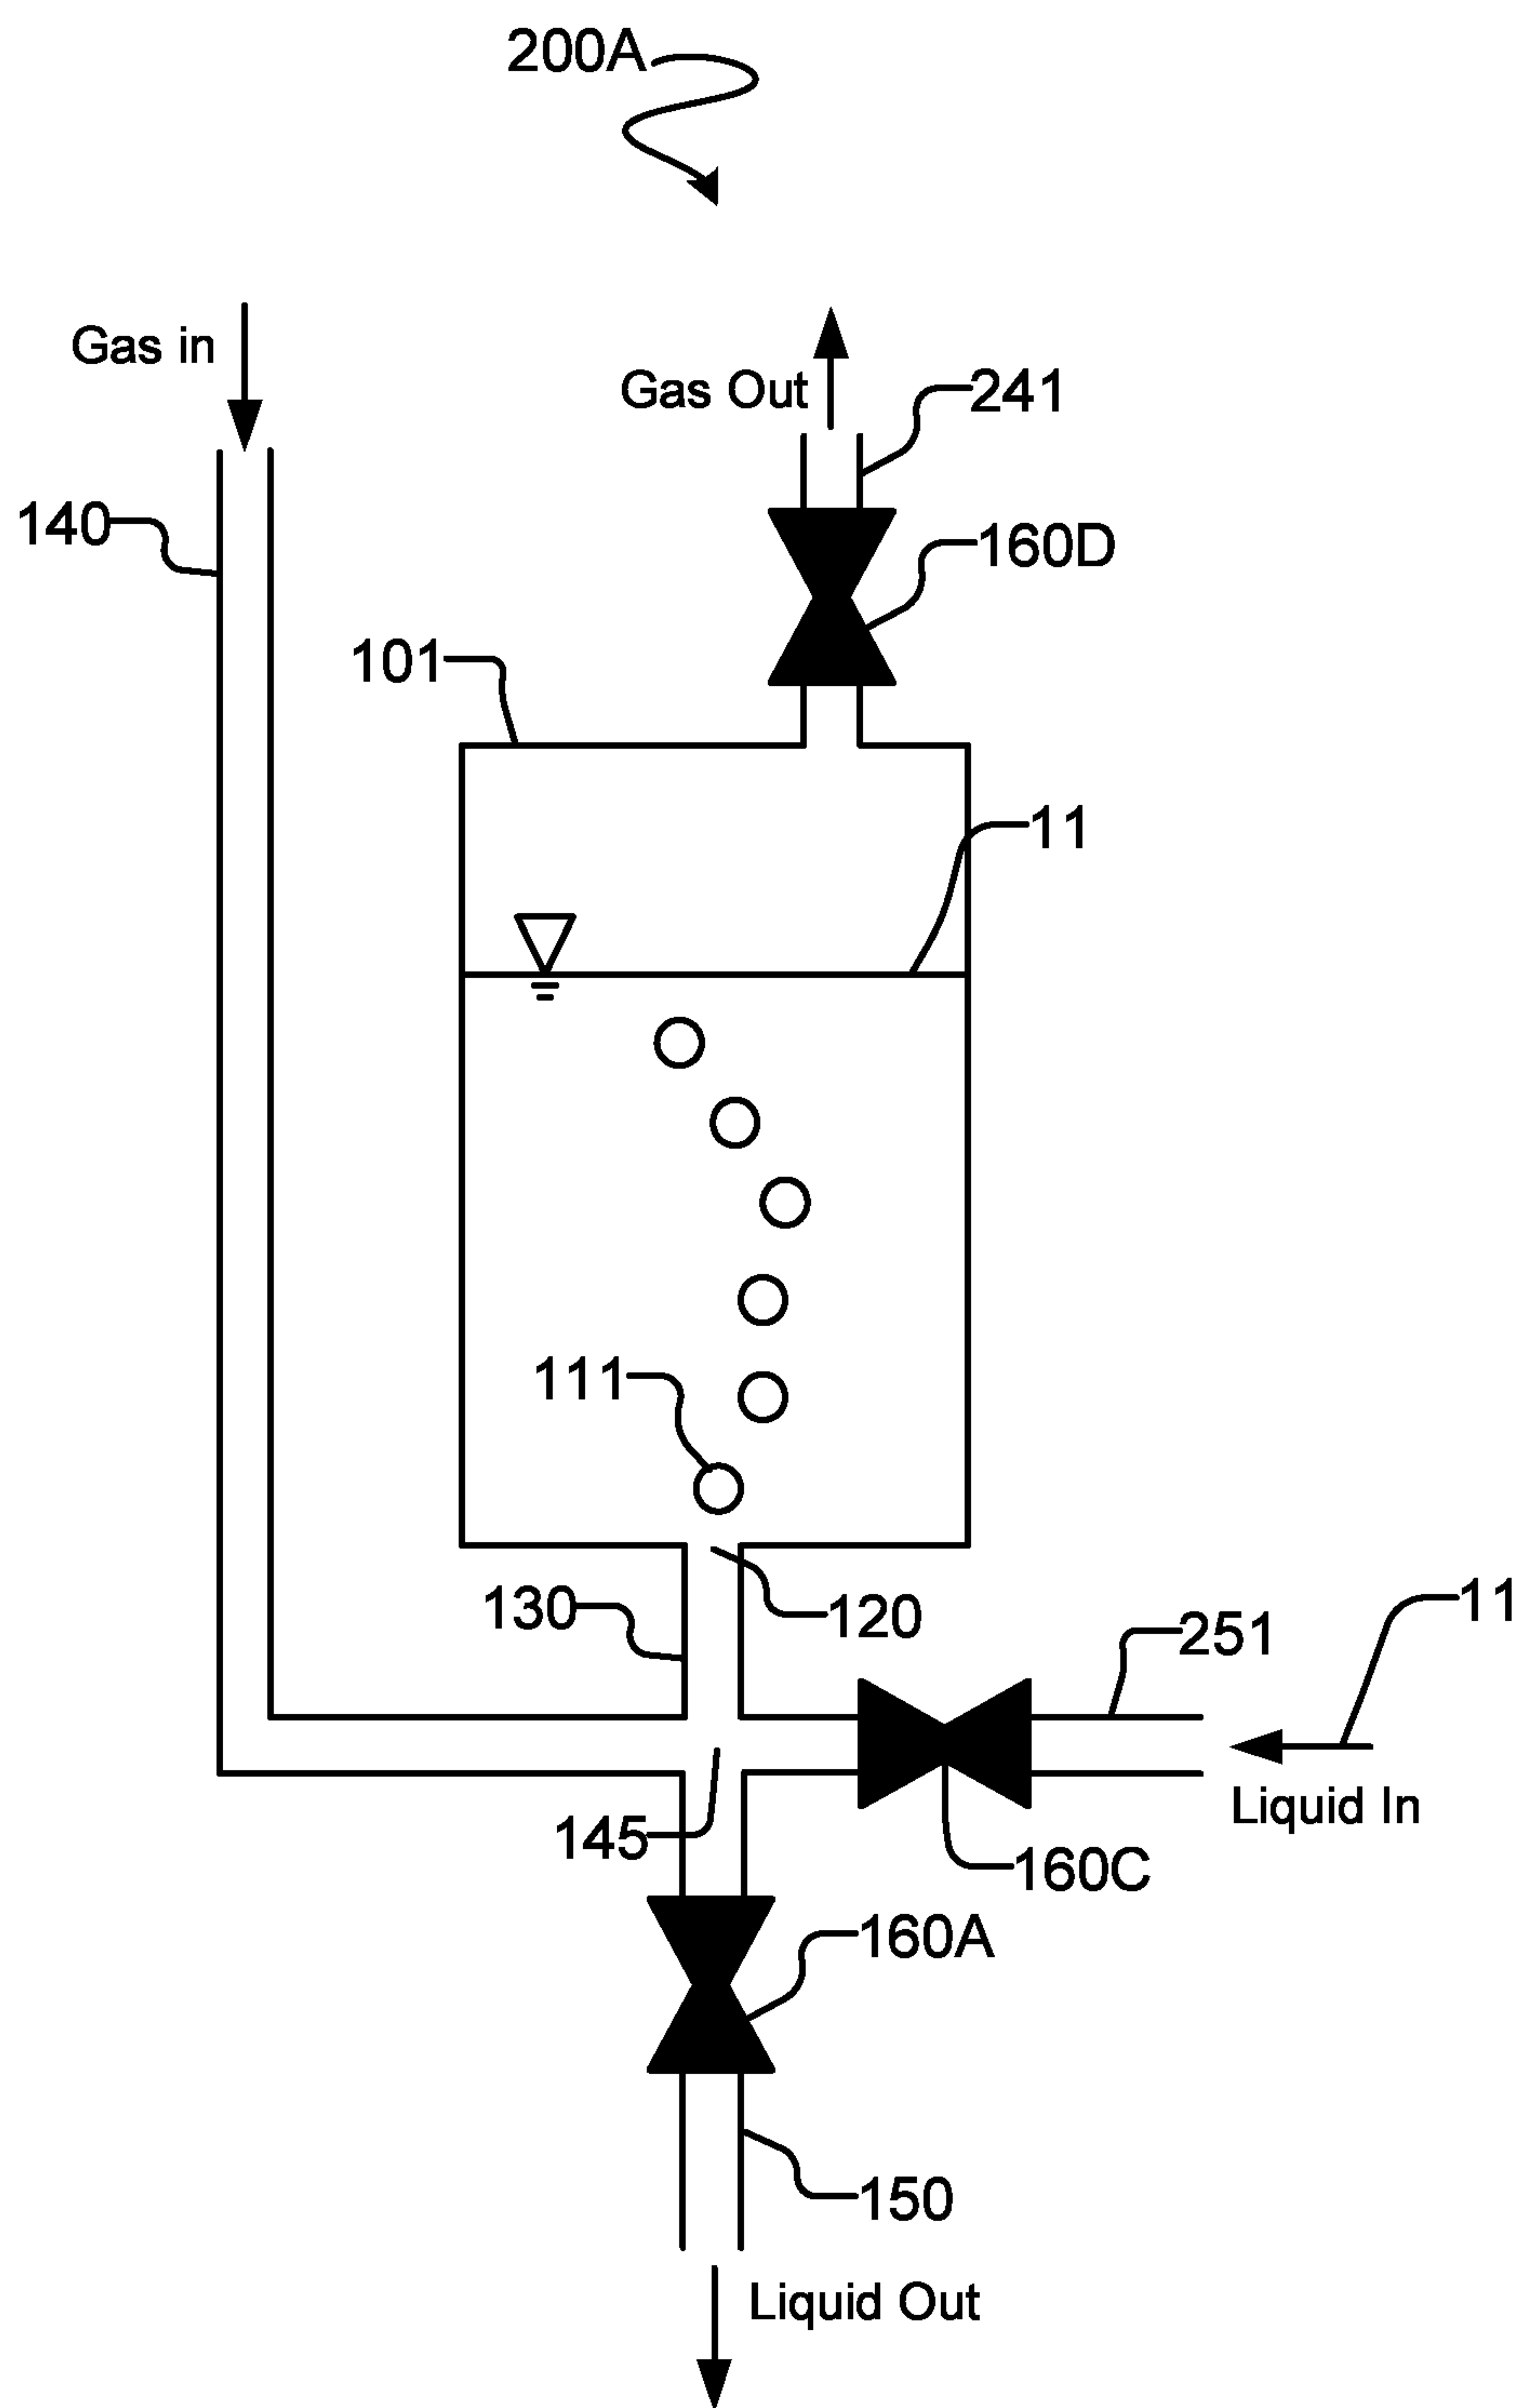 200A
Gas in
Gas Out
241
140
160D
101
11
111
130
120
11
251
Liquid In
145
160C
160A
150
Liquid Out